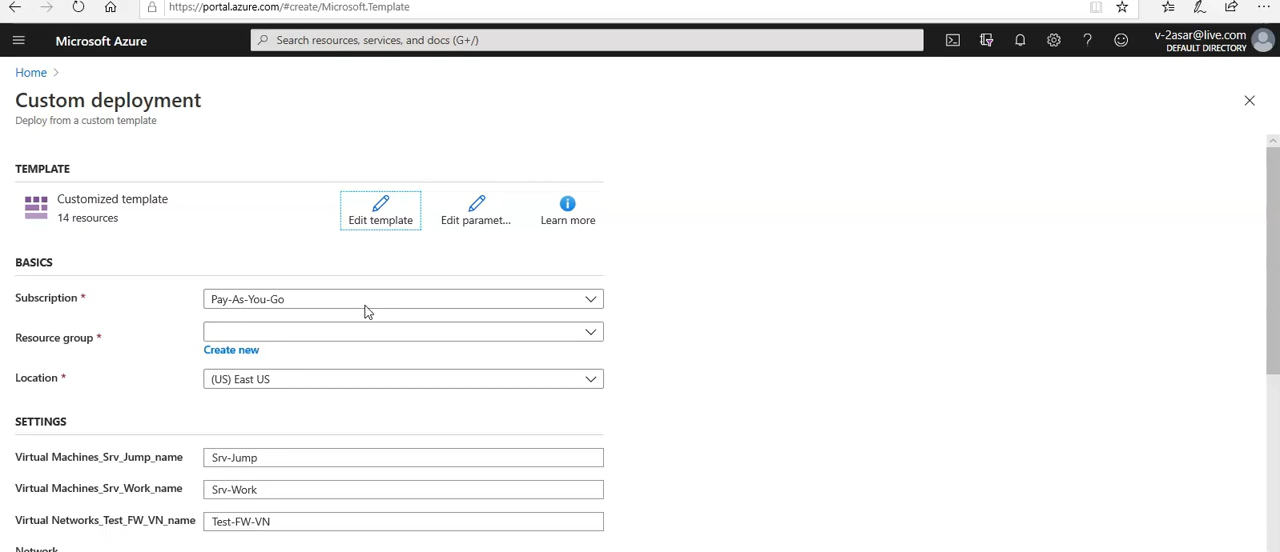 https://portal.azure.com/#create/Microsoft.Template
Microsoft Azure
Search resources, services, and docs (G+/)
v-2asar@live.com
DEFAULT DIRECTORY
Home >
Custom deployment
Deploy from a custom template
TEMPLATE
Customized template
14 resources
Edit template
Edit paramet...
Learn more
BASICS
Subscription *
Pay-As-You-Go
Resource group *
Create new
Location *
(US) East US
SETTINGS
Virtual Machines_Srv_Jump_name
Srv-Jump
Virtual Machines_Srv_Work_name
Srv-Work
Virtual Networks_Test_FW_VN_name
Test-FW-VN
Network